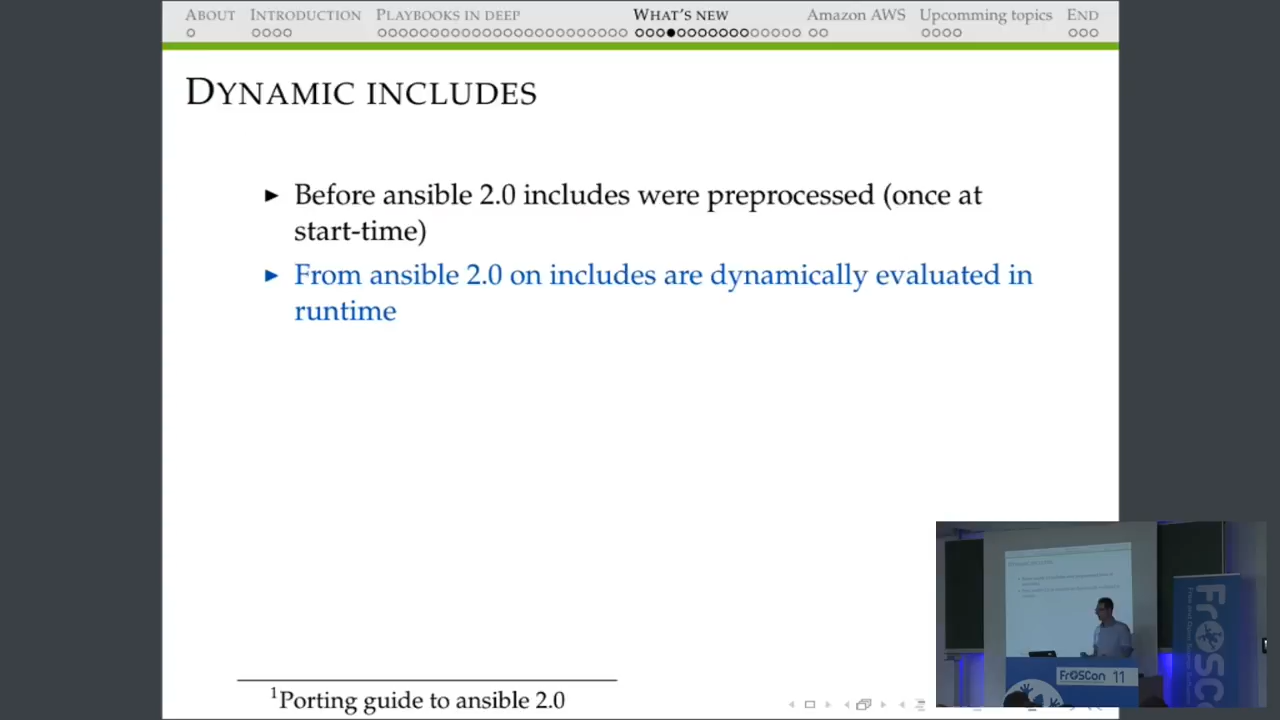 ABOUT INTRODUCTION PLAYBOOKS IN DEEP WHAT'S NEW Amazon AWS Upcomming topics END
DYNAMIC INCLUDES
Before ansible 2.0 includes were preprocessed (once at
start-time)
From ansible 2.0 on includes are dynamically evaluated in
runtime
1Porting guide to ansible 2.0
FrOSCon 11
FrOSCo